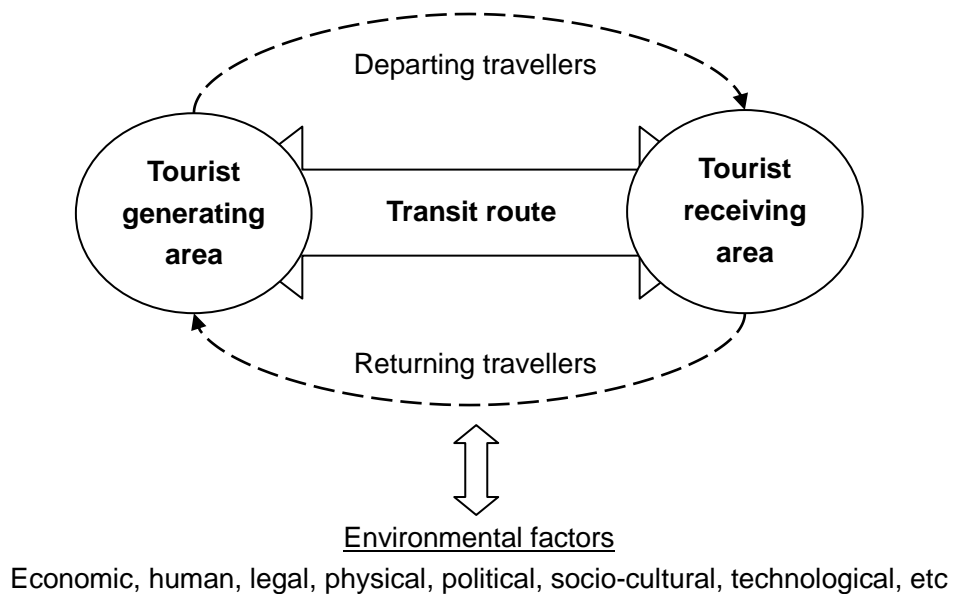 Departing travellers
Tourist
generating
area
Transit route
Tourist
receiving
area
Returning travellers
Environmental factors
Economic, human, legal, physical, political, socio-cultural, technological, etc